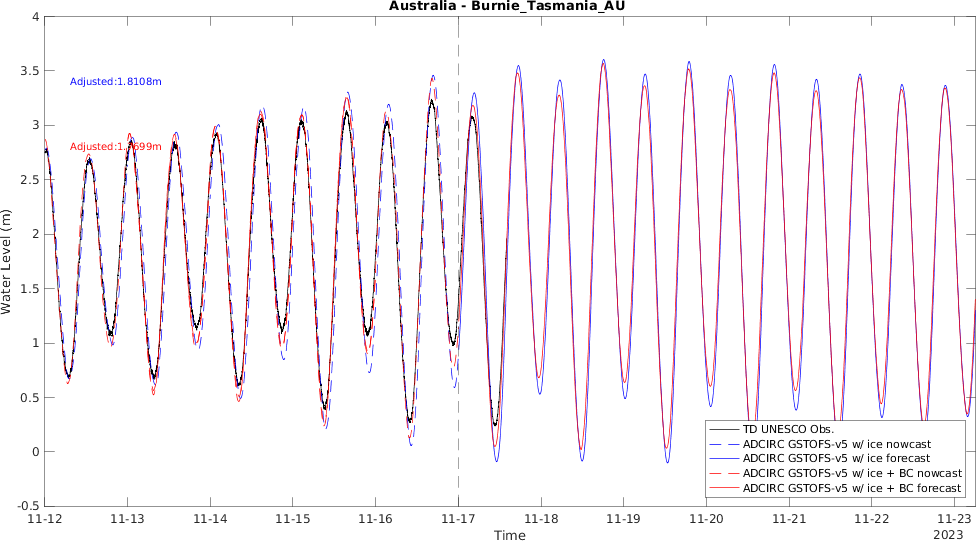 Australia - Burnie_Tasmania_AU
4
3.5
3
2.5
2
1.5
1
0.5
0
-0.5
Water Level (m)
Adjusted:1.8108m
TD UNESCO Obs.
ADCIRC GSTOFS-v5 w/ ice nowcast
ADCIRC GSTOFS-v5 w/ ice forecast
ADCIRC GSTOFS-v5 w/ ice + BC nowcast
ADCIRC GSTOFS-v5 w/ ice + BC forecast
11-12 11-13 11-14 11-15 11-16 11-17 11-18 11-19 11-20 11-21 11-22 11-23
Time
2023